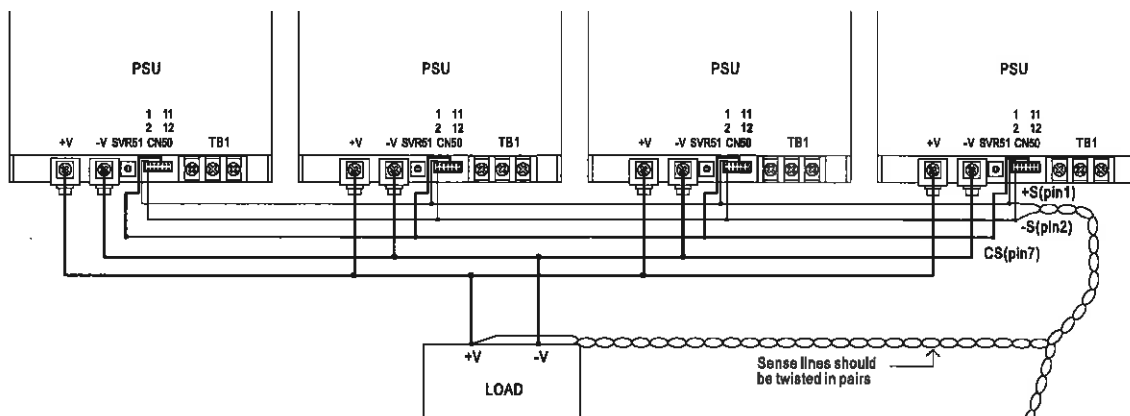 PSU PSU PSU PSU
1 11 1 11 1 11 1 11
2 12 2 12 2 12 2 12
+V -V SVR51 CN50 TB1 +V -V SVR51 CN50 TB1 +V -V SVR51 CN50 TB1 +V -V SVR51 CN50 TB1
+S(pin1)
-S(pin2)
CS(pin7)
+V -V
LOAD
Sense lines should
be twisted in pairs